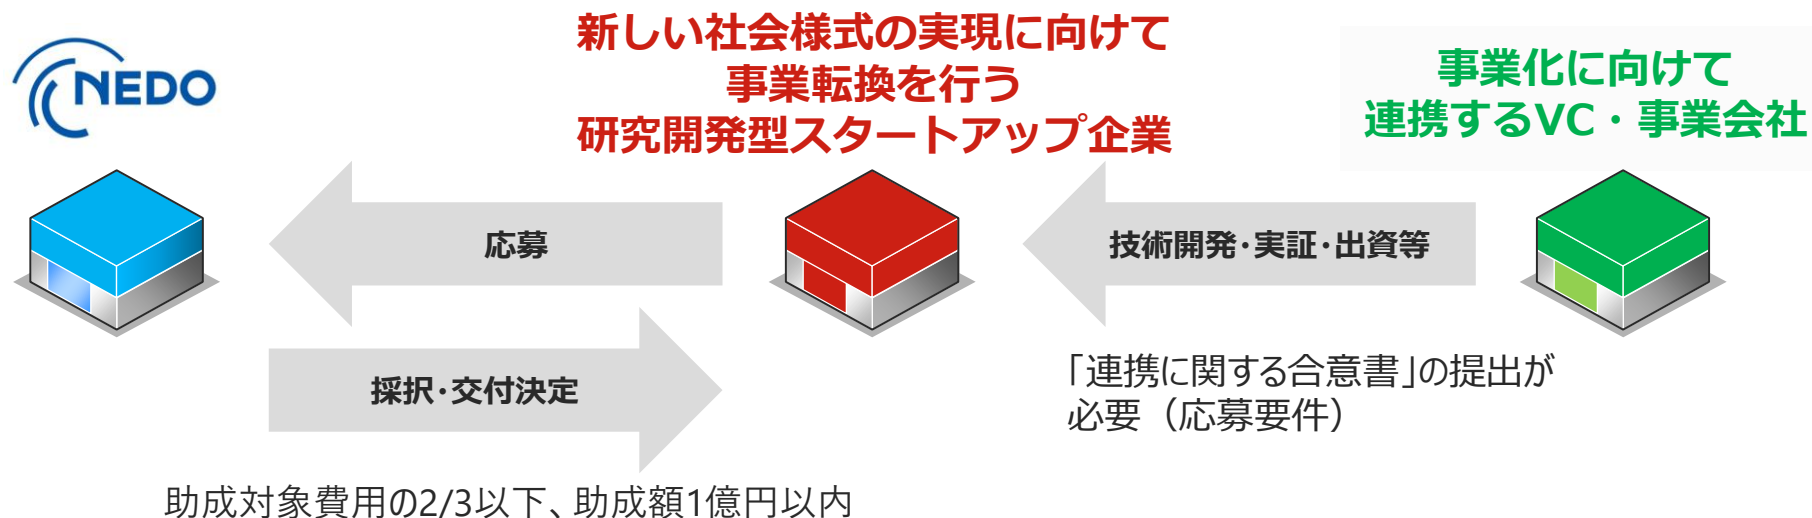 NEDO
新しい社会様式の実現に向けて
事業転換を行う
研究開発型スタートアップ企業
事業化に向けて
連携するVC・事業会社
応募
技術開発･実証･出資等
採択･交付決定
「連携に関する合意書」の提出が
必要（応募要件）
助成対象費用の2/3以下、助成額1億円以内